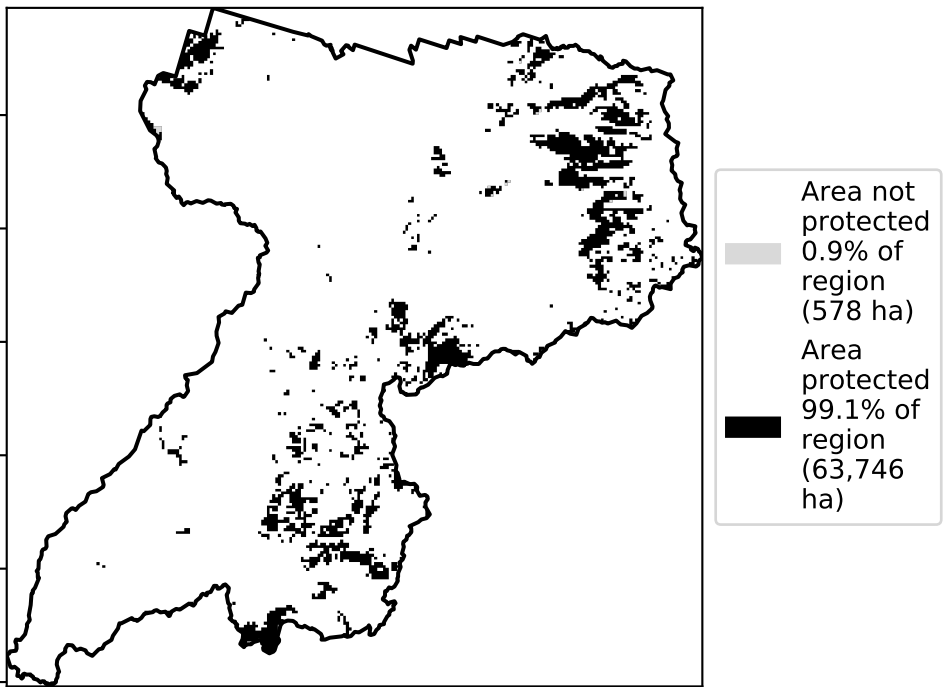 Area not
protected
0.9% of
region
(578 ha)
Area
protected
99.1% of
region
(63,746
ha)